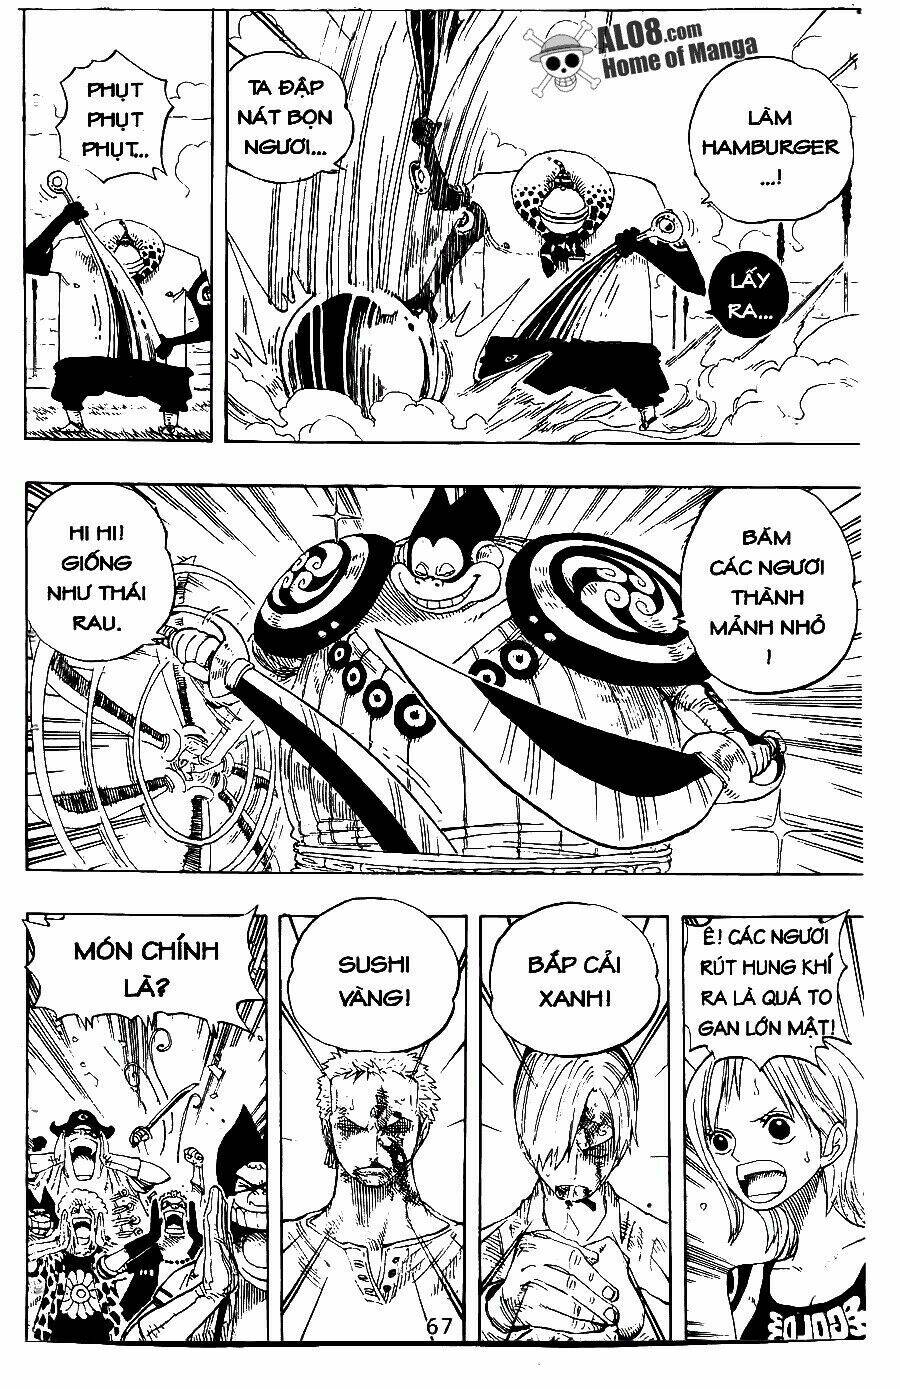 AL08.com
Home of Manga
PHỤT
PHỤT
PHỤT...
TA ĐẬP
NÁT BỌN
NGƯƠI...
LÀM
HAMBURGER
...!
LẤY
RA...
HI HI!
GIỐNG
NHƯ THÁI
RAU.
BĂM
CÁC NGƯƠI
THÀNH
MẢNH NHỎ
!
MÓN CHÍNH
LÀ?
SUSHI
VÀNG!
BẮP CẢI
XANH!
Ê! CÁC NGƯƠI
RÚT HUNG KHÍ
RA LÀ QUÁ TO
GAN LỚN MẬT!
GOLD
67